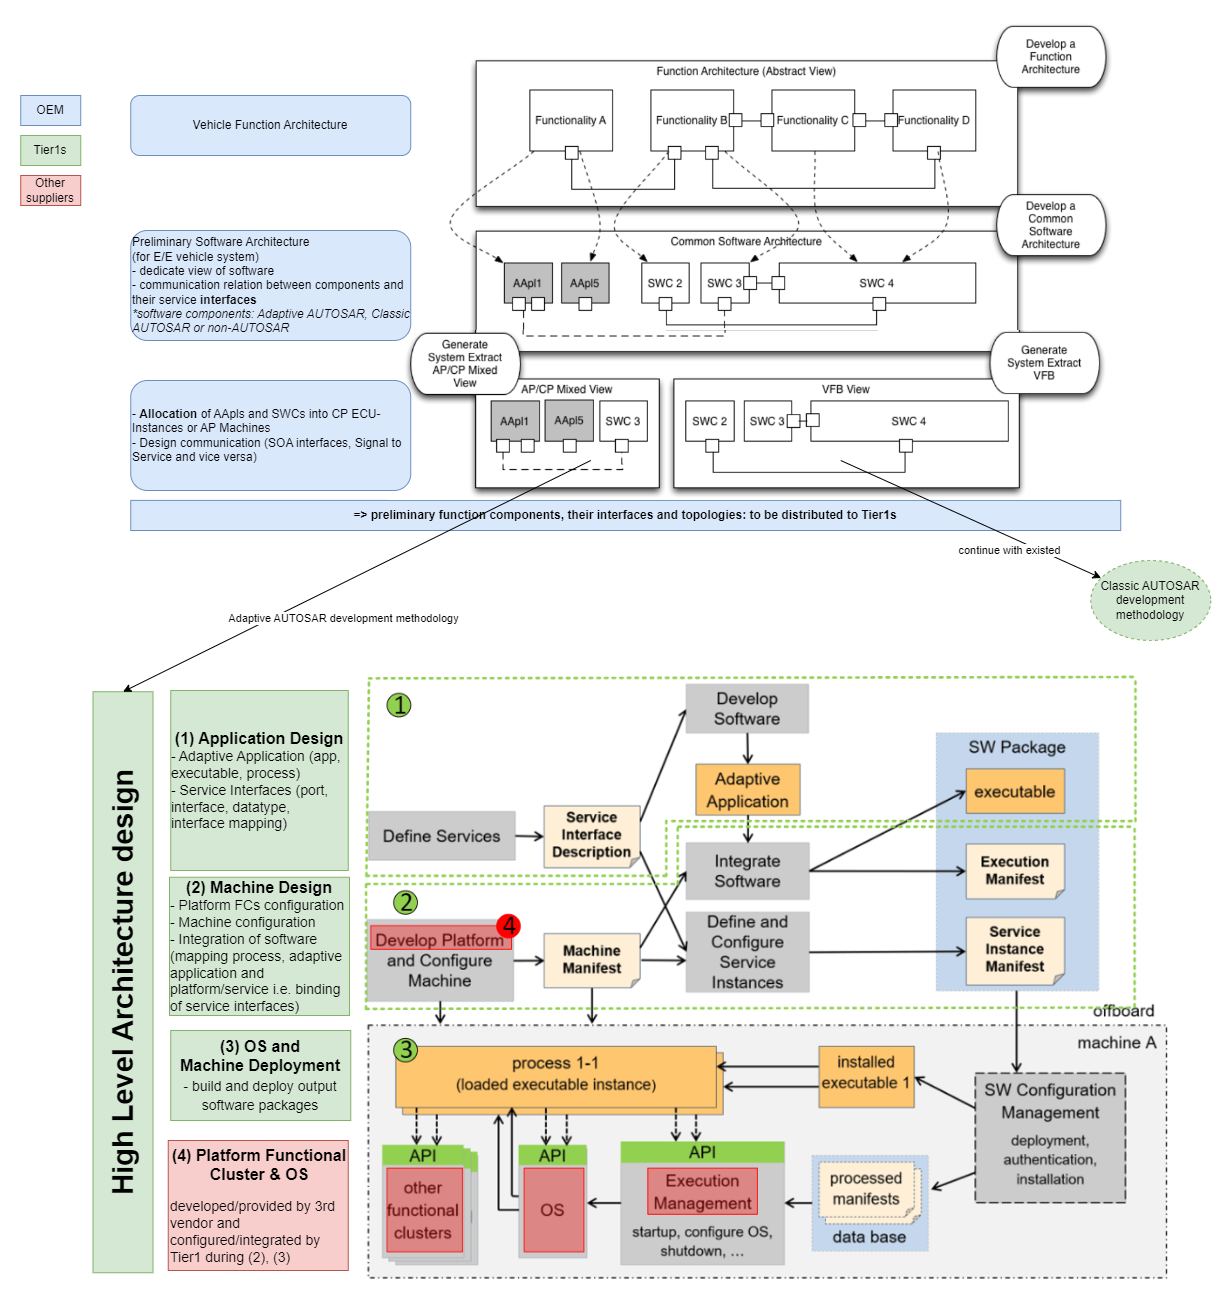 Develop a
Function
Architecture
Function Architecture (Abstract View)
OEM
Vehicle Function Architecture
Functionality A
Functionality B
Functionality C
Functionality D
Tier1s
Other
suppliers
Develop a
Common
Software
Architecture
Preliminary Software Architecture
(for E/E vehicle system)
- dedicate view of software
- communication relation between components and
their service interfaces
*software components: Adaptive AUTOSAR, Classic
AUTOSAR or non-AUTOSAR
Common Software Architecture
AApl1
AApl5
SWC 2
SWC 3
SWC 4
Generate
System Extract
AP/CP Mixed
View
Generate
System Extract
VFB
- Allocation of AApls and SWCs into CP ECU-
Instances or AP Machines
- Design communication (SOA interfaces, Signal to
Service and vice versa)
AP/CP Mixed View
AApl1
AApl5
SWC 3
VFB View
SWC 2
SWC 3
SWC 4
=> preliminary function components, their interfaces and topologies: to be distributed to Tier1s
continue with existed
Classic AUTOSAR
development
methodology
Adaptive AUTOSAR development methodology
High Level Architecture design
(1) Application Design
- Adaptive Application (app,
executable, process)
- Service Interfaces (port,
interface, datatype,
interface mapping)
(2) Machine Design
- Platform FCs configuration
- Machine configuration
- Integration of software
(mapping process, adaptive
application and
platform/service i.e. binding
of service interfaces)
(3) OS and
Machine Deployment
- build and deploy output
software packages
(4) Platform Functional
Cluster & OS
developed/provided by 3rd
vendor and
configured/integrated by
Tier1 during (2), (3)
1
Develop
Software
Adaptive
Application
Define Services
Service
Interface
Description
SW Package
executable
Integrate
Software
Execution
Manifest
2
4
Develop Platform
and Configure
Machine
Machine
Manifest
Define and
Configure
Service
Instances
Service
Instance
Manifest
offboard
machine A
3
process 1-1
(loaded executable instance)
installed
executable 1
SW Configuration
Management
deployment,
authentication,
installation
API
other
functional
clusters
API
OS
API
Execution
Management
startup, configure OS,
shutdown, ...
processed
manifests
data base